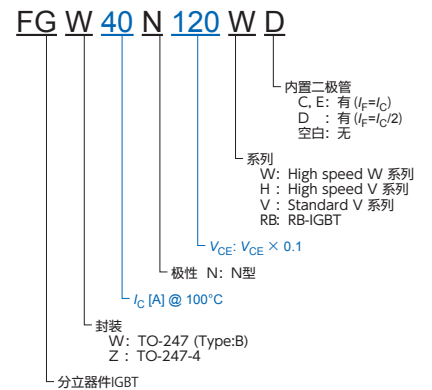 FG W 40 N 120 W D
内置二极管
C, E: 有 (IF=IC)
D : 有 (IF=IC/2)
空白: 无
系列
W: High speed W 系列
H : High speed V 系列
V : Standard V 系列
RB: RB-IGBT
VCE: VCE × 0.1
极性 N: N型
IC [A] @ 100°C
封装
W: TO-247 (Type:B)
Z : TO-247-4
分立器件IGBT